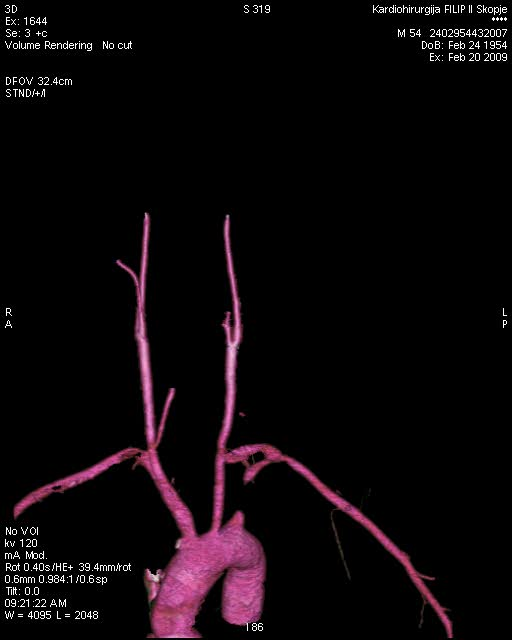 3D
Ex: 1644
Se: 3 +c
Volume Rendering No cut
DFOV 32.4cm
STND/+/I
S 319
Kardiohirurgija FILIP II Skopje
****
M 54 2402954432007
DoB: Feb 24 1954
Ex: Feb 20 2009
R
A
L
P
No VOI
kv 120
mA Mod.
Rot 0.40s/HE+ 39.4mm/rot
0.6mm 0.984:1/0.6sp
Tilt: 0.0
09:21:22 AM
W = 4095 L = 2048
I 86